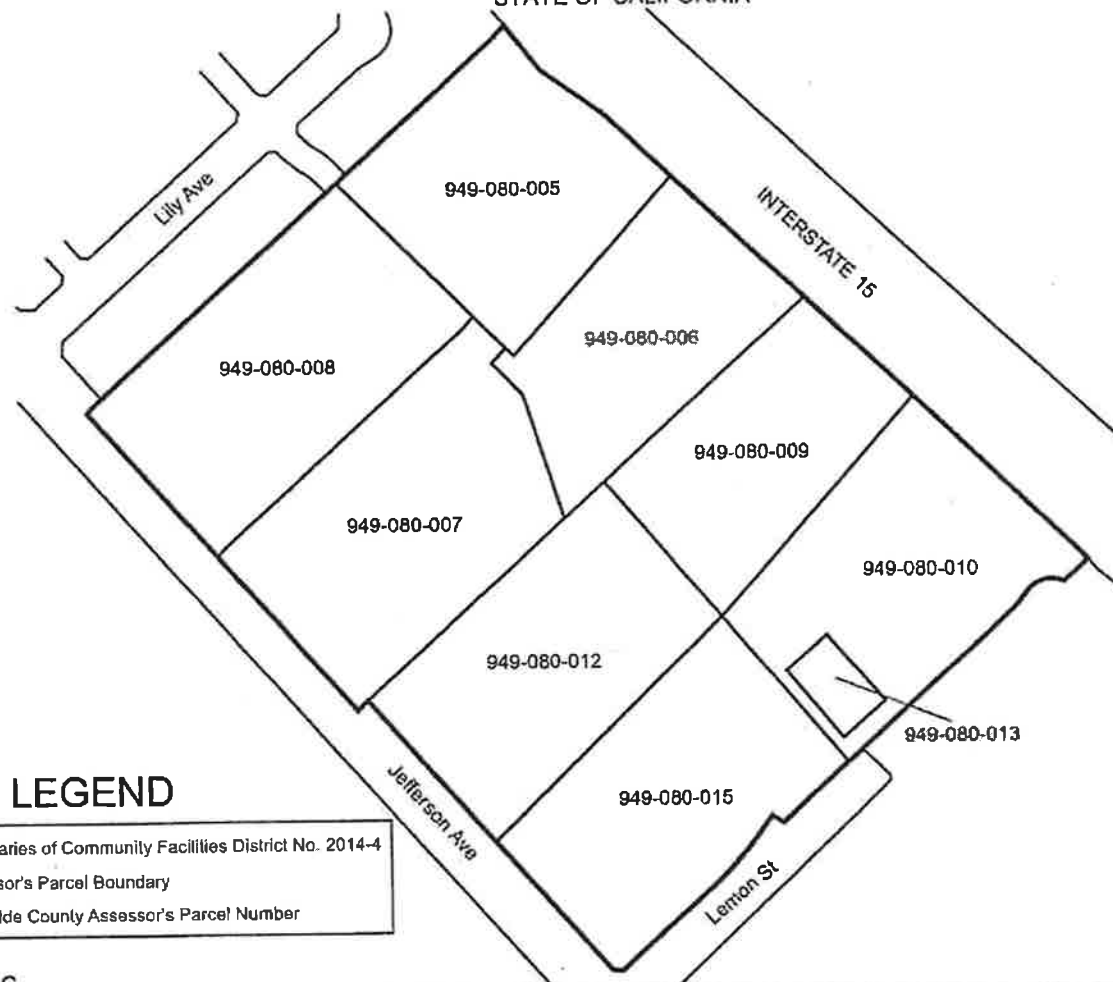 STATE OF CALIFORNIA
949-080-005
Lily Ave
INTERSTATE 15
949-080-006
949-080-008
949-080-009
949-080-007
949-080-010
949-080-012
949-080-013
Jefferson Ave
949-080-015
Lemon St
LEGEND
aries of Community Facilities District No. 2014-4
sor's Parcel Boundary
ide County Assessor's Parcel Number